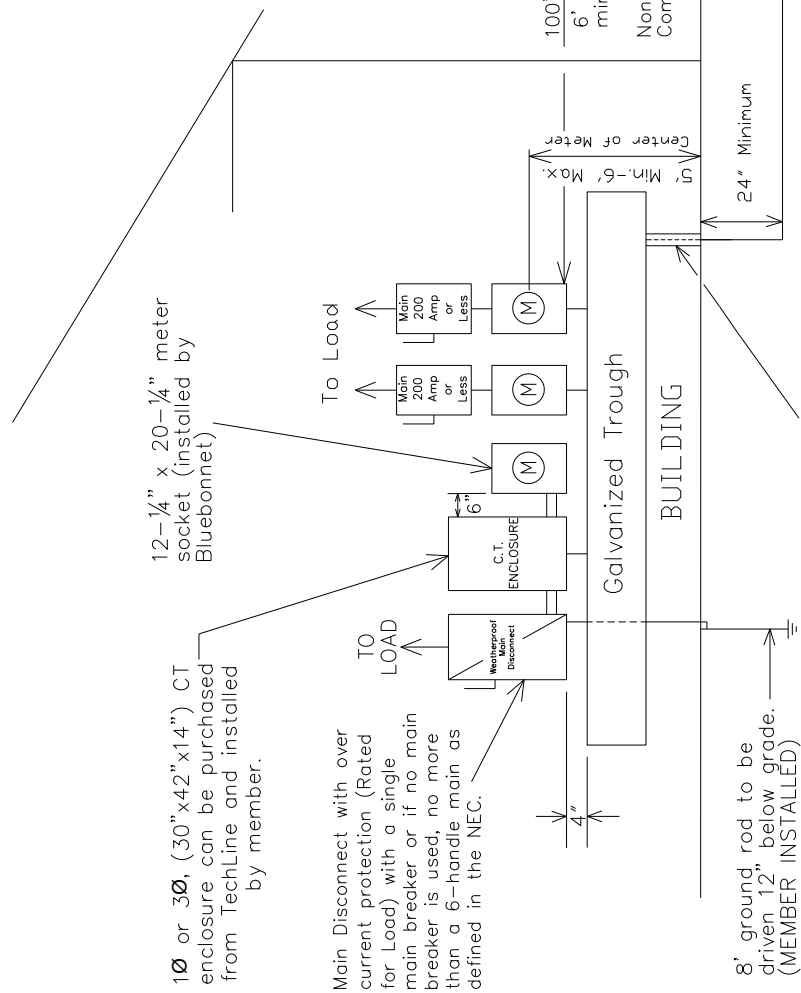 1Ø or 3Ø, (30"x42"x14") CT
enclosure can be purchased
from TechLine and installed
by member.
12-¼" x 20-¼" meter
socket (installed by
Bluebonnet)
Main Disconnect with over
current protection (Rated
for Load) with a single
main breaker or if no main
breaker is used, no more
than a 6-handle main as
defined in the NEC.
TO
LOAD
To Load
To Load
Weatherproof
Main
Disconnect
C.T.
ENCLOSURE
6"
M
Main
200
Amp
or
Less
M
Main
200
Amp
or
Less
M
4"
Galvanized Trough
BUILDING
5' Min.-6' Max.
Center of Meter
24" Minimum
100'
6'
min
Non
Com
8' ground rod to be
driven 12" below grade.
(MEMBER INSTALLED)